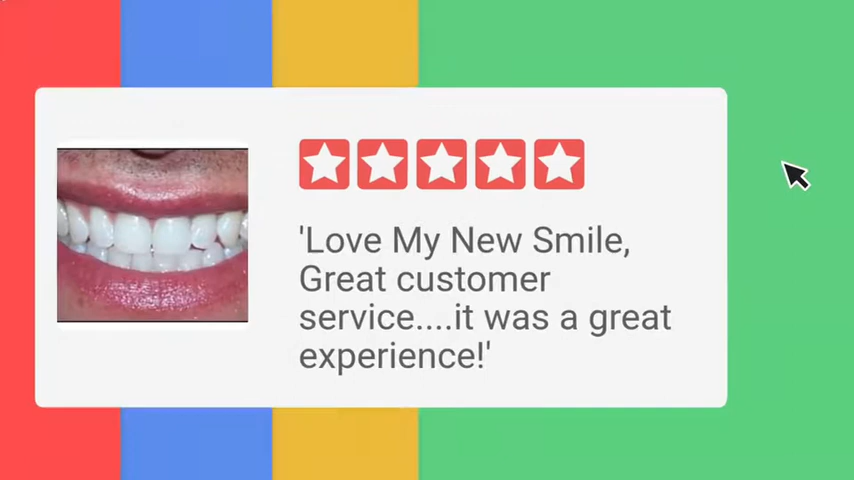 'Love My New Smile,
Great customer
service....it was a great
experience!'